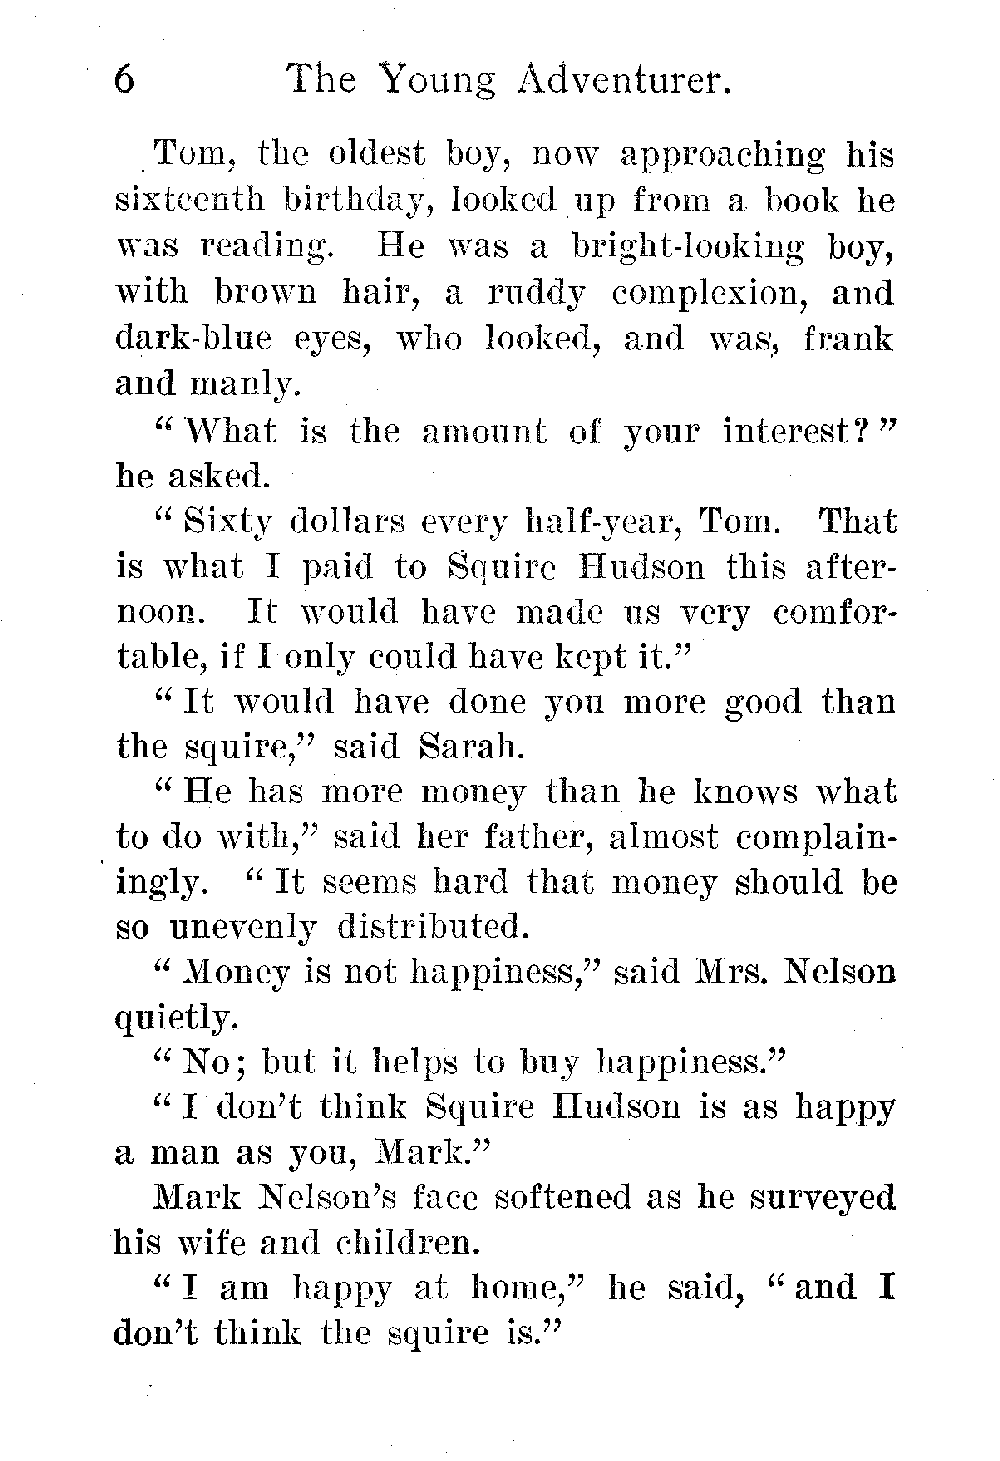 6 The Young Adventurer.
Tom, the oldest boy, now approaching his
sixteenth birthday, looked up from a book he
was reading. He was a bright-looking boy,
with brown hair, a ruddy complexion, and
dark-blue eyes, who looked, and was, frank
and manly.
“ What is the amount of your interest? ”
he asked.
“ Sixty dollars every half-year, Tom. That
is what I paid to Squire Hudson this after-
noon. It would have made us very comfor-
table, if I only could have kept it.”
“ It would have done you more good than
the squire,” said Sarah.
“ He has more money than he knows what
to do with,” said her father, almost complain-
ingly. “ It seems hard that money should be
so unevenly distributed.
“ Money is not happiness,” said Mrs. Nelson
quietly.
“ No; but it helps to buy happiness.”
“ I don’t think Squire Hudson is as happy
a man as you, Mark.”
Mark Nelson’s face softened as he surveyed
his wife and children.
“ I am happy at home,” he said, “ and I
don’t think the squire is.”